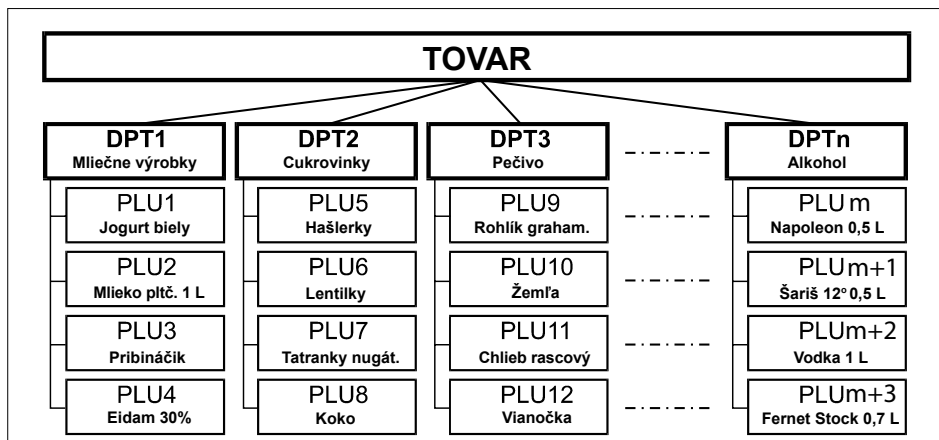 TOVAR
DPT1
Mliečne výrobky
PLU1
Jogurt biely
PLU2
Mlieko pltč. 1 L
PLU3
Pribináčik
PLU4
Eidam 30%
DPT2
Cukrovinky
PLU5
Hašlerky
PLU6
Lentilky
PLU7
Tatranky nugát.
PLU8
Koko
DPT3
Pečivo
PLU9
Rohlík graham.
PLU10
Žemľa
PLU11
Chlieb rascový
PLU12
Vianočka
DPTn
Alkohol
PLU m
Napoleon 0,5 L
PLUm+1
Šariš 12° 0,5 L
PLUm+2
Vodka 1 L
PLUm+3
Fernet Stock 0,7 L